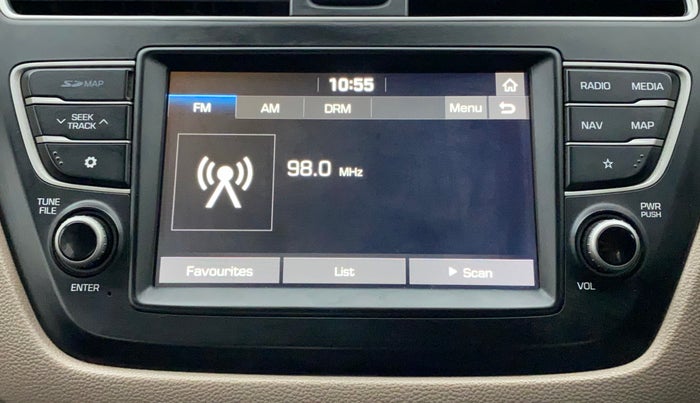 10:55
FM AM DRM Menu
98.0 MHz
Favourites List Scan
SD MAP
SEEK
TRACK
TUNE
FILE
ENTER
RADIO MEDIA
NAV MAP
PWR
PUSH
VOL